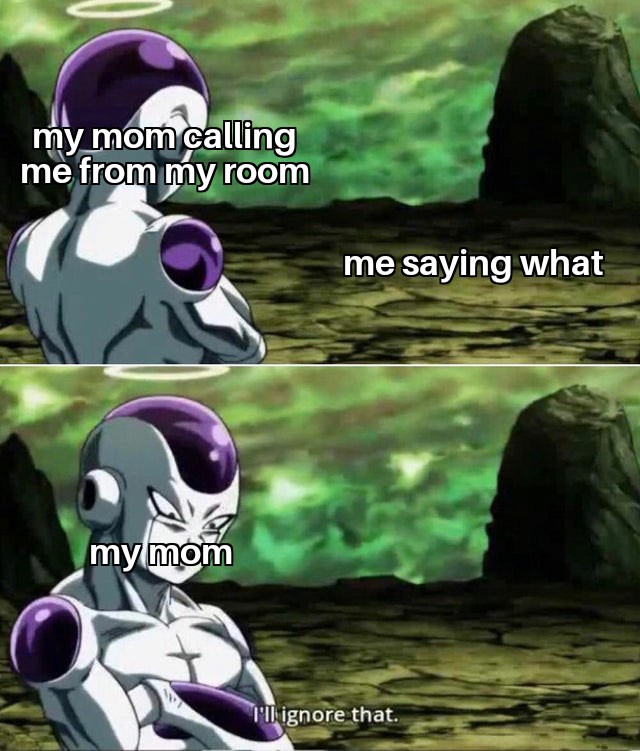 my mom calling
me from my room
me saying what
my mom
I'll ignore that.